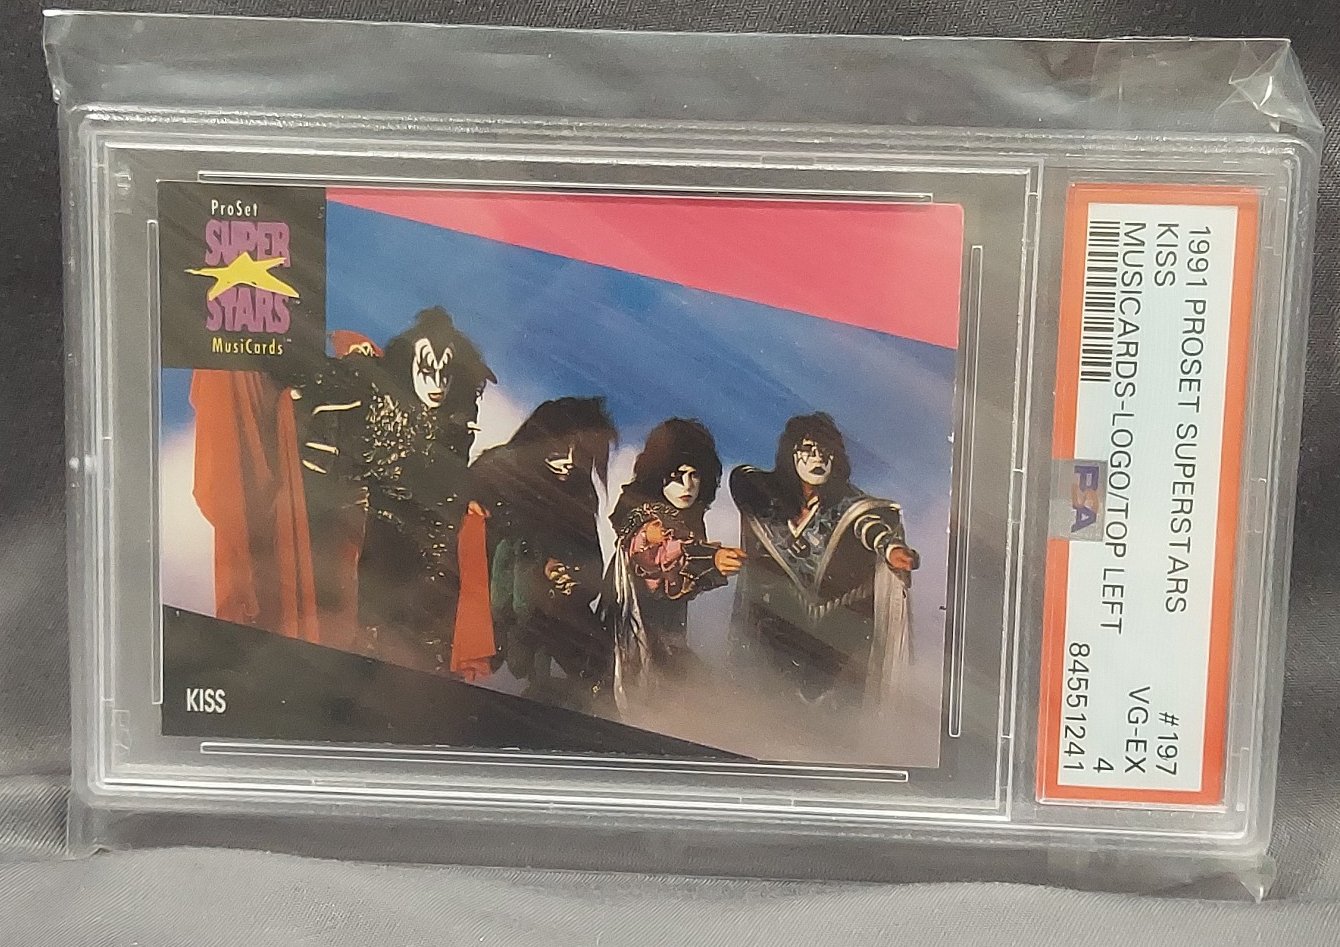 ProSet
SUPER
STARS
MusiCards™
KISS
1991 PROSET SUPERSTARS #197
KISS VG-EX
MUSICARDS-LOGO/TOP LEFT 4
84551241
PSA